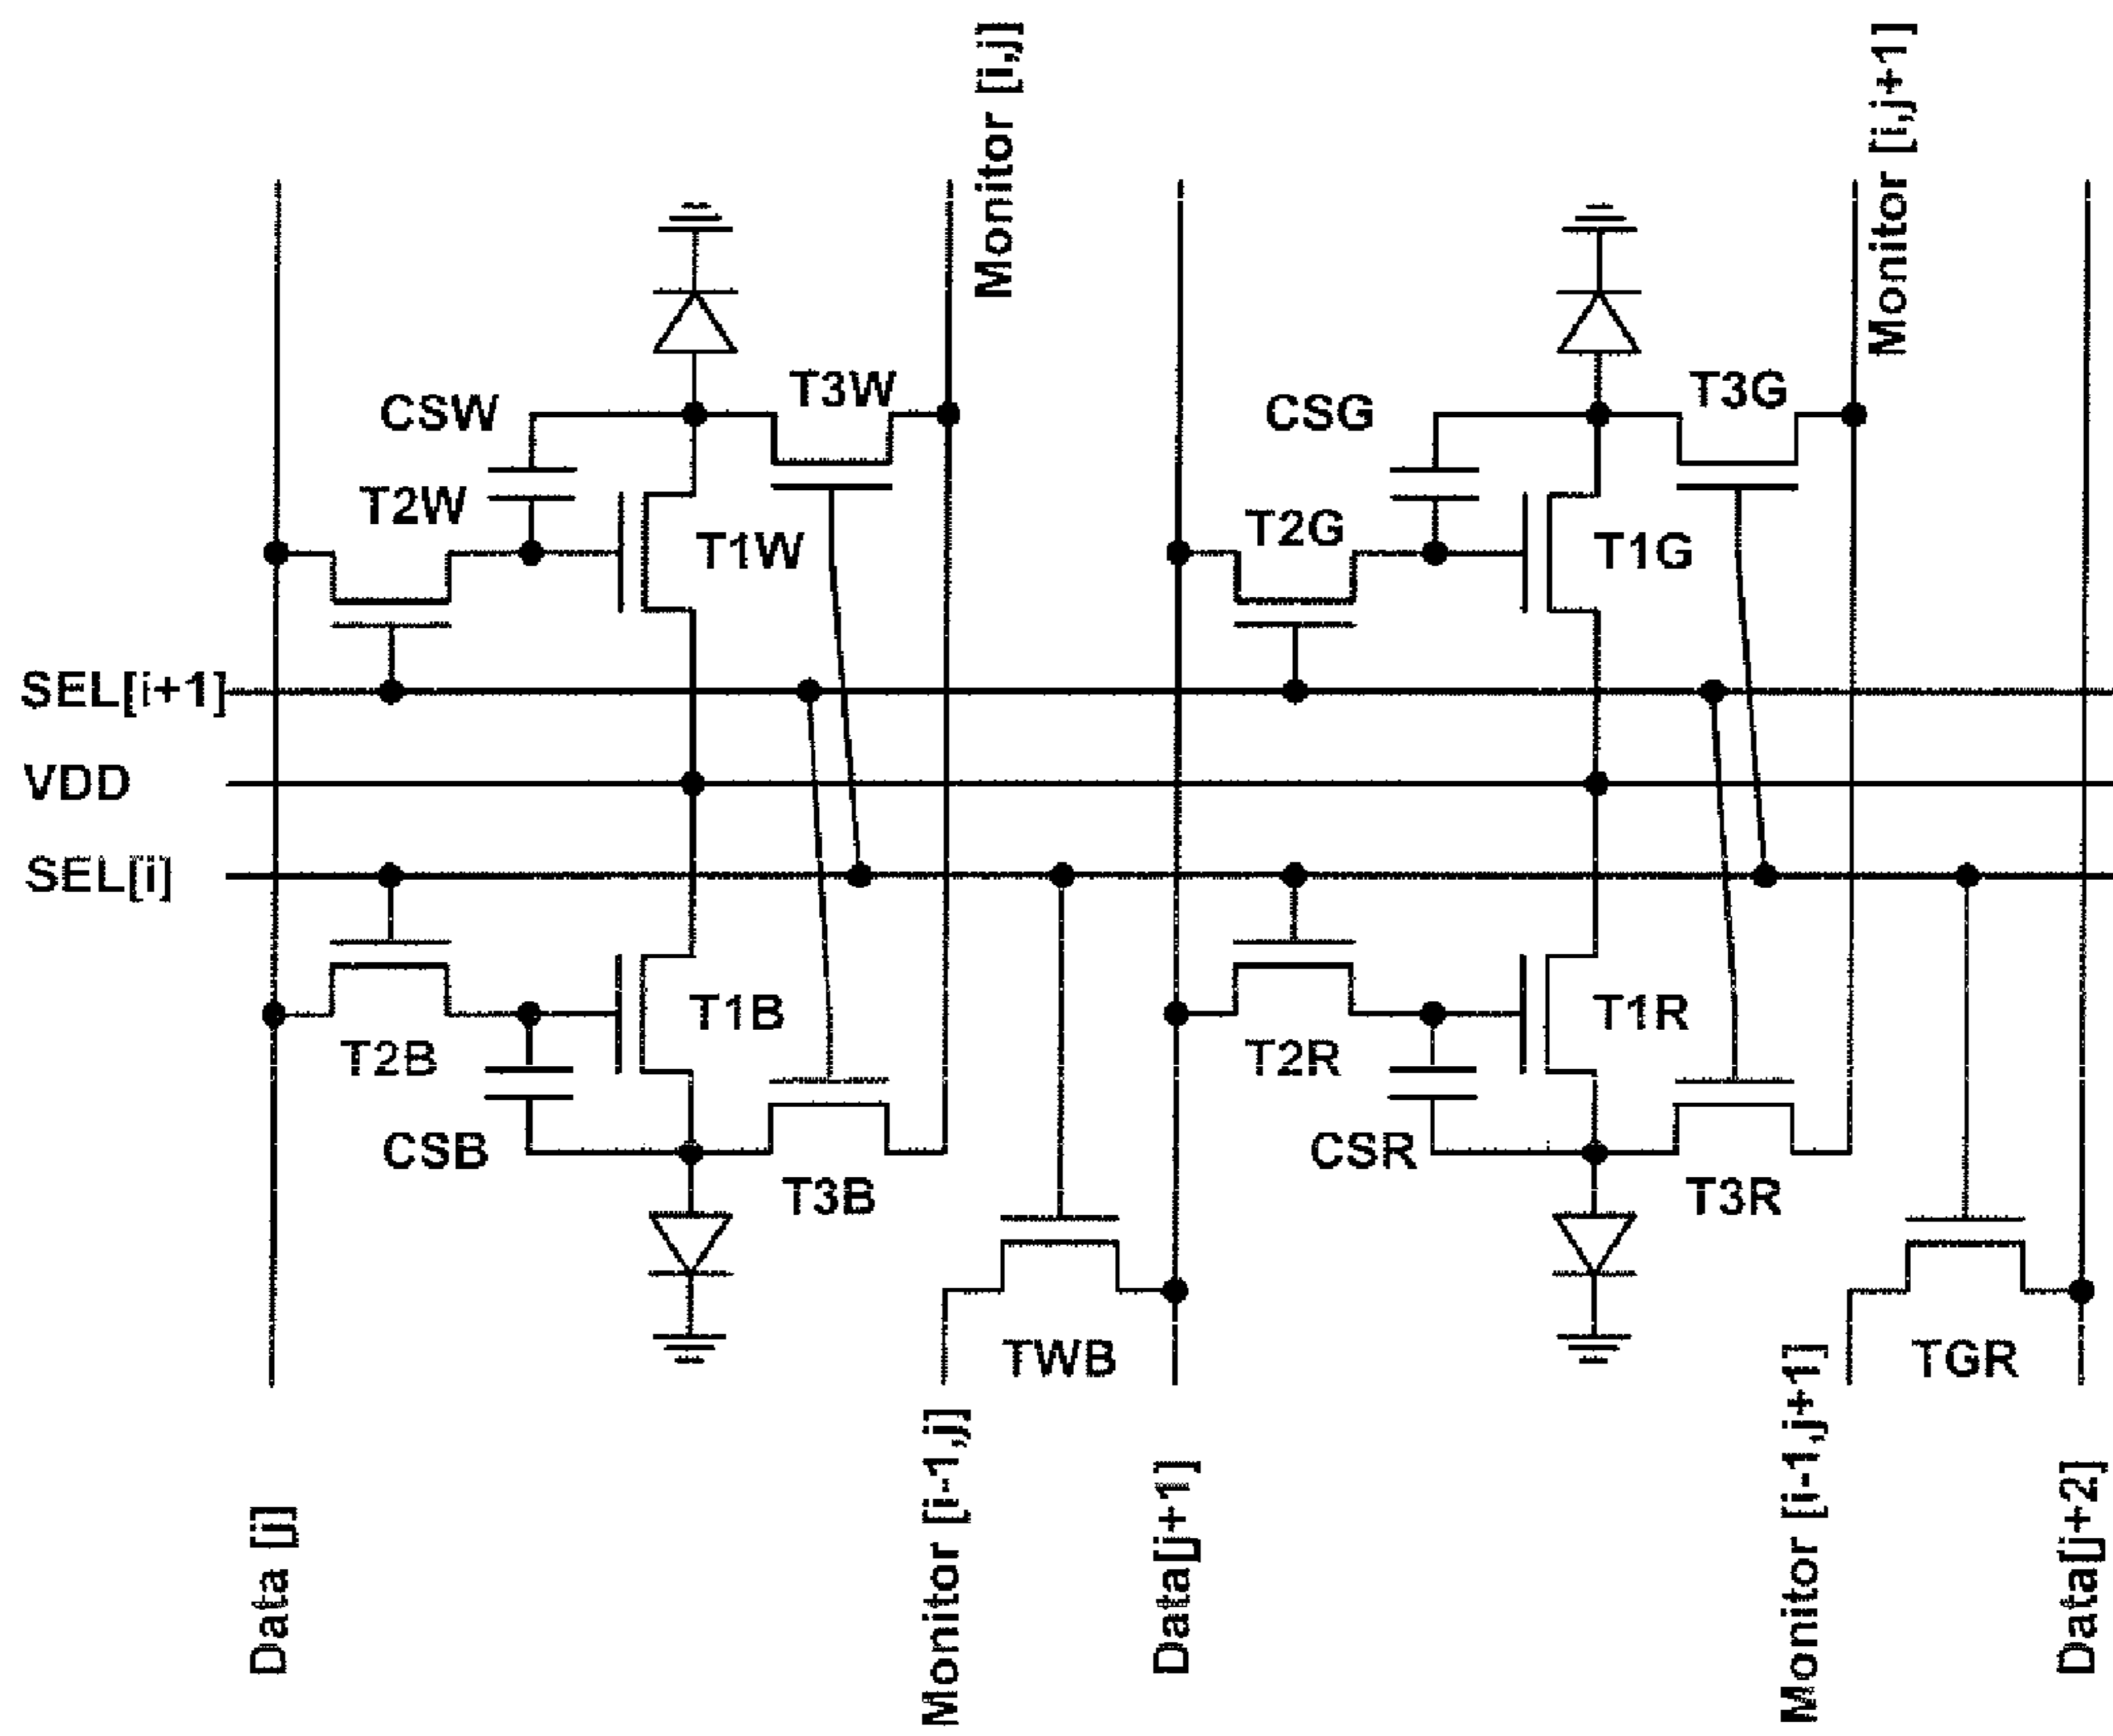 Monitor [i,j]
Monitor [i,j+1]
CSW
T3W
CSG
T3G
T2W
T1W
T2G
T1G
SEL[i+1]
VDD
SEL[i]
T1B
T1R
T2B
T2R
CSB
T3B
CSR
T3R
TWB
TGR
Data [j]
Monitor [i-1,j]
Data[j+1]
Monitor [i-1,j+1]
Data[j+2]